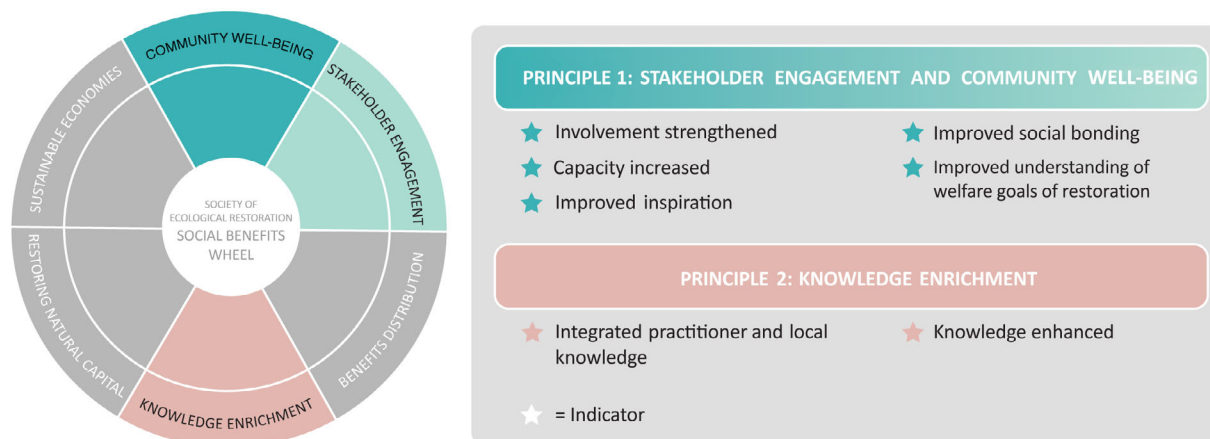 COMMUNITY WELL-BEING
STAKEHOLDER ENGAGEMENT
BENEFITS DISTRIBUTION
KNOWLEDGE ENRICHMENT
RESTORING NATURAL CAPITAL
SUSTAINABLE ECONOMIES
SOCIETY OF
ECOLOGICAL RESTORATION
SOCIAL BENEFITS
WHEEL
PRINCIPLE 1: STAKEHOLDER ENGAGEMENT AND COMMUNITY WELL-BEING
Involvement strengthened
Capacity increased
Improved inspiration
Improved social bonding
Improved understanding of
welfare goals of restoration
PRINCIPLE 2: KNOWLEDGE ENRICHMENT
Integrated practitioner and local
knowledge
Knowledge enhanced
= Indicator